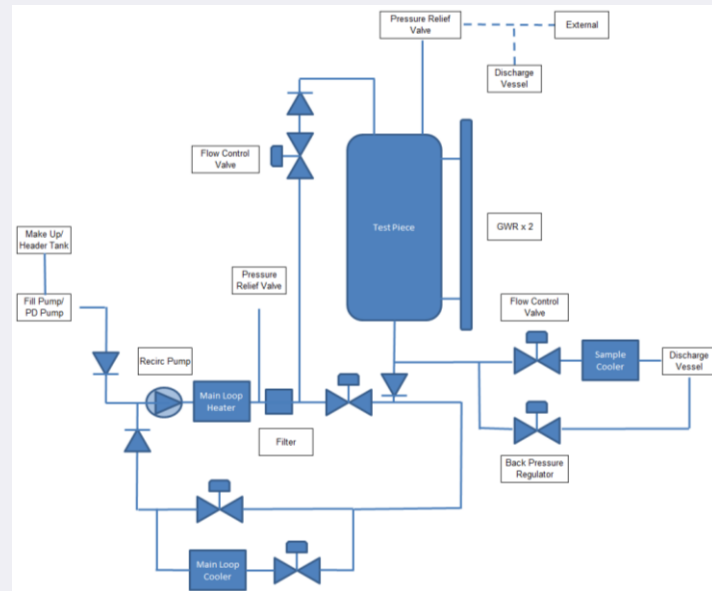 Pressure Relief
Valve
External
Discharge
Vessel
Flow Control
Valve
Test Piece
GWR x 2
Make Up/
Header Tank
Fill Pump/
PD Pump
Pressure
Relief Valve
Flow Control
Valve
Recirc Pump
Sample
Cooler
Discharge
Vessel
Main Loop
Heater
Filter
Back Pressure
Regulator
Main Loop
Cooler